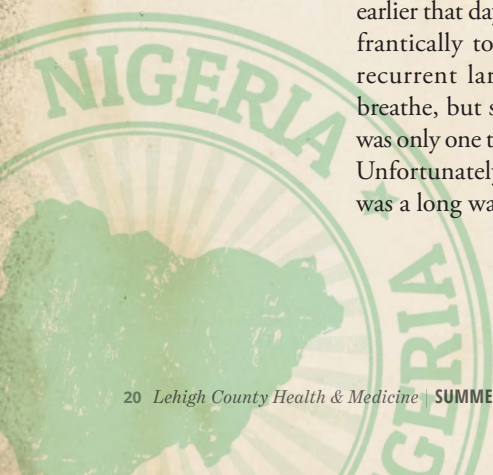 NIGERIA
earlier that day
frantically to
recurrent lar
breathe, but s
was only one t
Unfortunately
was a long wa
GERIA
20 Lehigh County Health & Medicine | SUMME